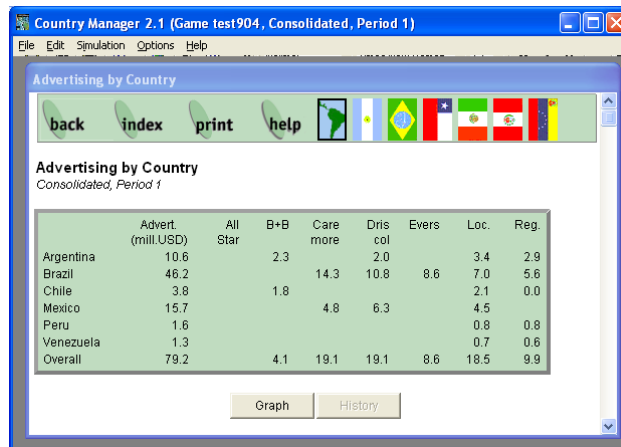 Country Manager 2.1 (Game test904, Consolidated, Period 1)
File Edit Simulation Options Help
Advertising by Country
back index print help
Advertising by Country
Consolidated, Period 1
Advert. All B+B Care Dris Evers Loc. Reg.
(mill.USD) Star more col
Argentina 10.6 2.3 2.0 3.4 2.9
Brazil 46.2 14.3 10.8 8.6 7.0 5.6
Chile 3.8 1.8 2.1 0.0
Mexico 15.7 4.8 6.3 4.5
Peru 1.6 0.8 0.8
Venezuela 1.3 0.7 0.6
Overall 79.2 4.1 19.1 19.1 8.6 18.5 9.9
Graph History